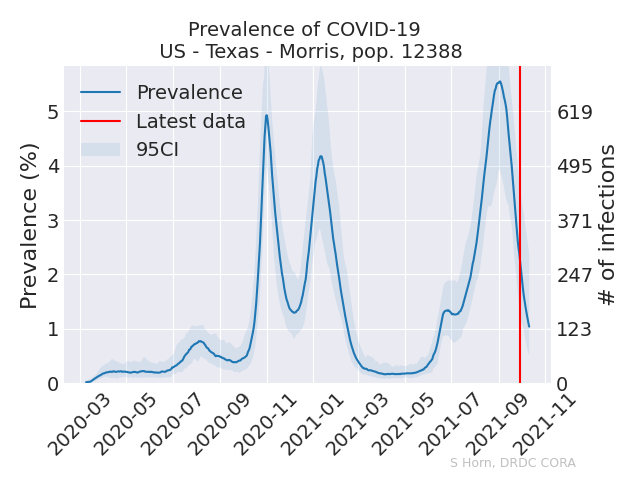 Prevalence of COVID-19
US - Texas - Morris, pop. 12388
Prevalence
Latest data
95CI
Prevalence (%)
5
4
3
2
1
0
619
495
371
247
123
0
# of infections
2020-03
2020-05
2020-07
2020-09
2020-11
2021-01
2021-03
2021-05
2021-07
2021-09
2021-11
S Horn, DRDC CORA